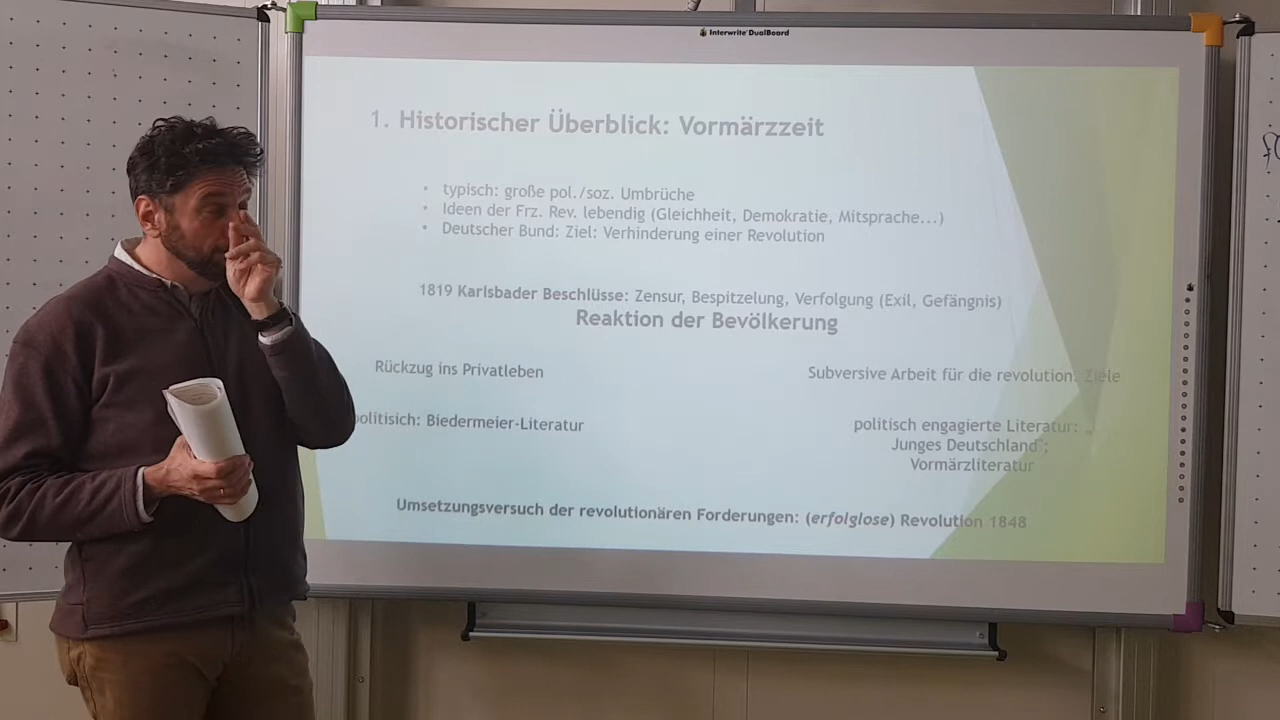 Interwrite DualBoard
1. Historischer Überblick: Vormärzzeit
• typisch: große pol./soz. Umbrüche
• Ideen der Frz. Rev. lebendig (Gleichheit, Demokratie, Mitsprache...)
• Deutscher Bund: Ziel: Verhinderung einer Revolution
1819 Karlsbader Beschlüsse: Zensur, Bespitzelung, Verfolgung (Exil, Gefängnis)
Reaktion der Bevölkerung
Rückzug ins Privatleben
Subversive Arbeit für die revolution: Ziele
politisich: Biedermeier-Literatur
politisch engagierte Literatur: „
Junges Deutschland";
Vormärzliteratur
Umsetzungsversuch der revolutionären Forderungen: (erfolglose) Revolution 1848